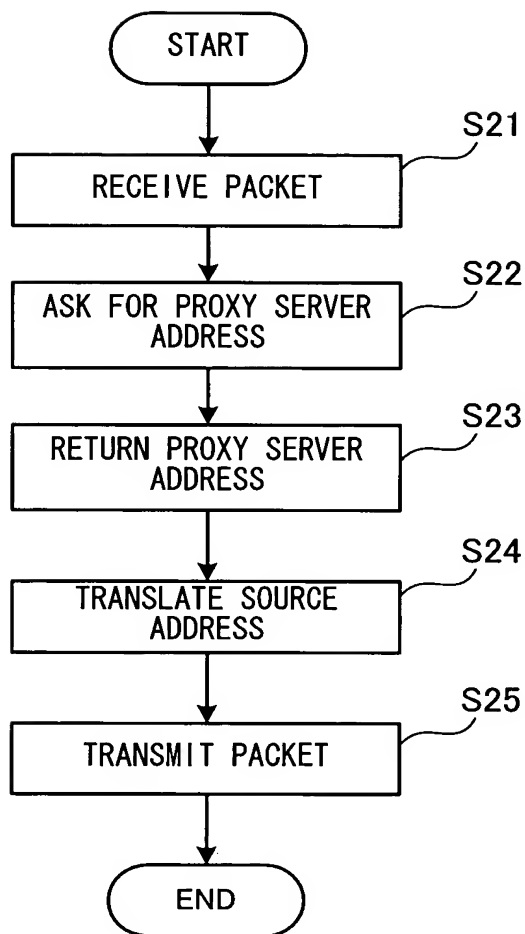 START
S21
RECEIVE PACKET
S22
ASK FOR PROXY SERVER
ADDRESS
S23
RETURN PROXY SERVER
ADDRESS
S24
TRANSLATE SOURCE
ADDRESS
S25
TRANSMIT PACKET
END